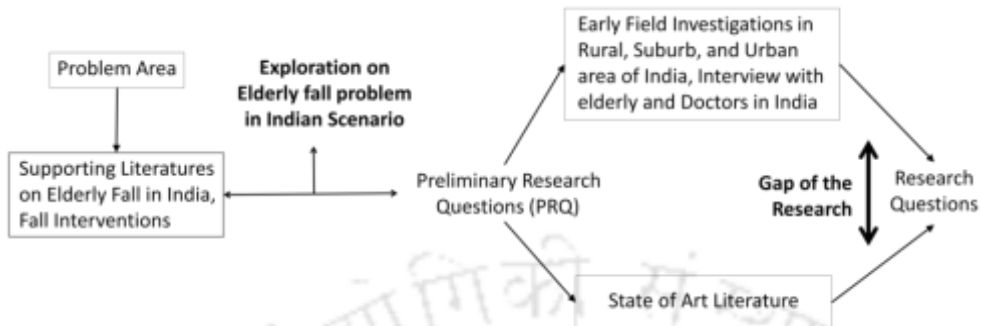 Problem Area
Supporting Literatures
on Elderly Fall in India,
Fall Interventions
Exploration on
Elderly fall problem
in Indian Scenario
Preliminary Research
Questions (PRQ)
Early Field Investigations in
Rural, Suburb, and Urban
area of India, Interview with
elderly and Doctors in India
Gap of the
Research
Research
Questions
State of Art Literature